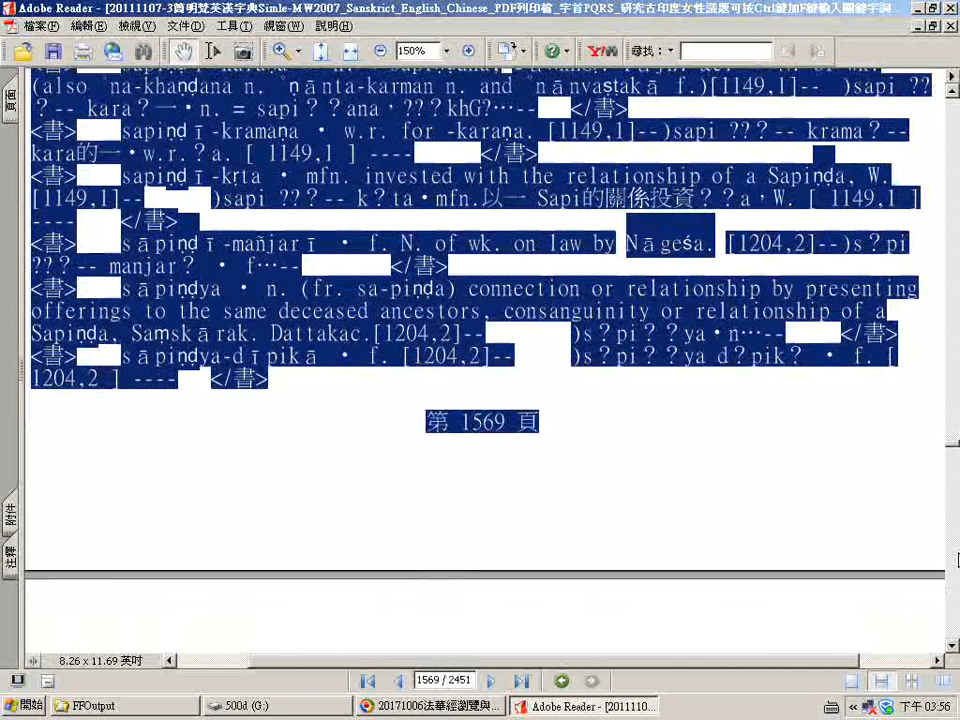 Adobe Reader - [20111107-3簡明梵英漢字典Simle-MW2007_Sanskrict_English_Chinese_PDF列印檔_字首PQRS_研究古印度女性議題可按Ctrl鍵加F鍵輸入關鍵字詞
檔案(F) 編輯(E) 檢視(V) 文件(D) 工具(T) 視窗(W) 說明(H)
150% 尋找：
頁面
(also ˚na-khaṇḍana n. ˚ṇānta-karman n. and ˚nānvaṣṭakā f.)[1149,1]-- )sapi ??
?-- kara？一‧n. = sapi？？ana，???khG?…-- </書>
<書> sapiṇḍī-kramaṇa ‧ w.r. for -karaṇa. [1149,1]--)sapi ???-- krama？--
kara的一‧w.r.？a. [ 1149,1 ] ---- </書>
<書> sapiṇḍī-kṛta ‧ mfn. invested with the relationship of a Sapiṇḍa, W.
[1149,1]-- )sapi ???-- k？ta‧mfn.以一 Sapi的關係投資？？a，W. [ 1149,1 ]
---- </書>
<書> sāpiṇḍī-mañjarī ‧ f. N. of wk. on law by Nāgeśa. [1204,2]--)s？pi
???-- manjar？ ‧ f…-- </書>
<書> sāpiṇḍya ‧ n. (fr. sa-piṇḍa) connection or relationship by presenting
offerings to the same deceased ancestors, consanguinity or relationship of a
Sapiṇḍa, Saṃskārak. Dattakac.[1204,2]-- )s？pi？？ya‧n…-- </書>
<書> sāpiṇḍya-dīpikā ‧ f. [1204,2]-- )s？pi？？ya d？pik？ ‧ f. [
1204,2 ] ---- </書>
第 1569 頁
附件
注釋
8.26 x 11.69 英吋
1569 / 2451
開始 FFOutput 500d (G:) 20171006法華經瀏覽與... Adobe Reader - [2011110... 下午 03:56